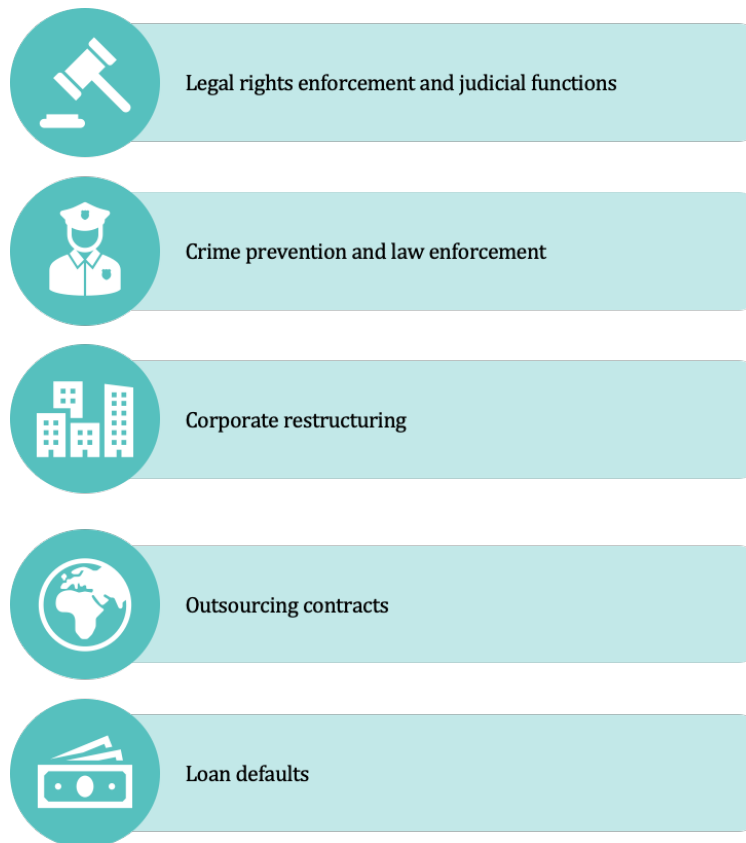 Legal rights enforcement and judicial functions
Crime prevention and law enforcement
Corporate restructuring
Outsourcing contracts
Loan defaults